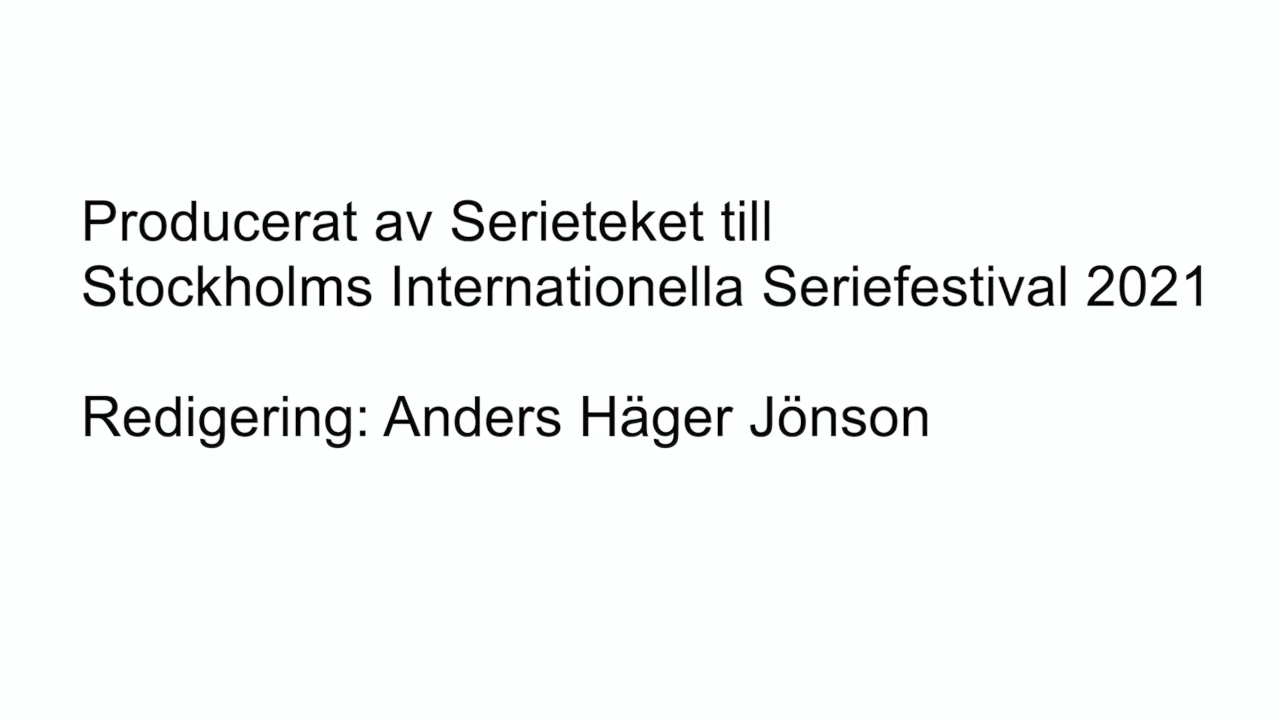 Producerat av Serieteket till
Stockholms Internationella Seriefestival 2021
Redigering: Anders Häger Jönson